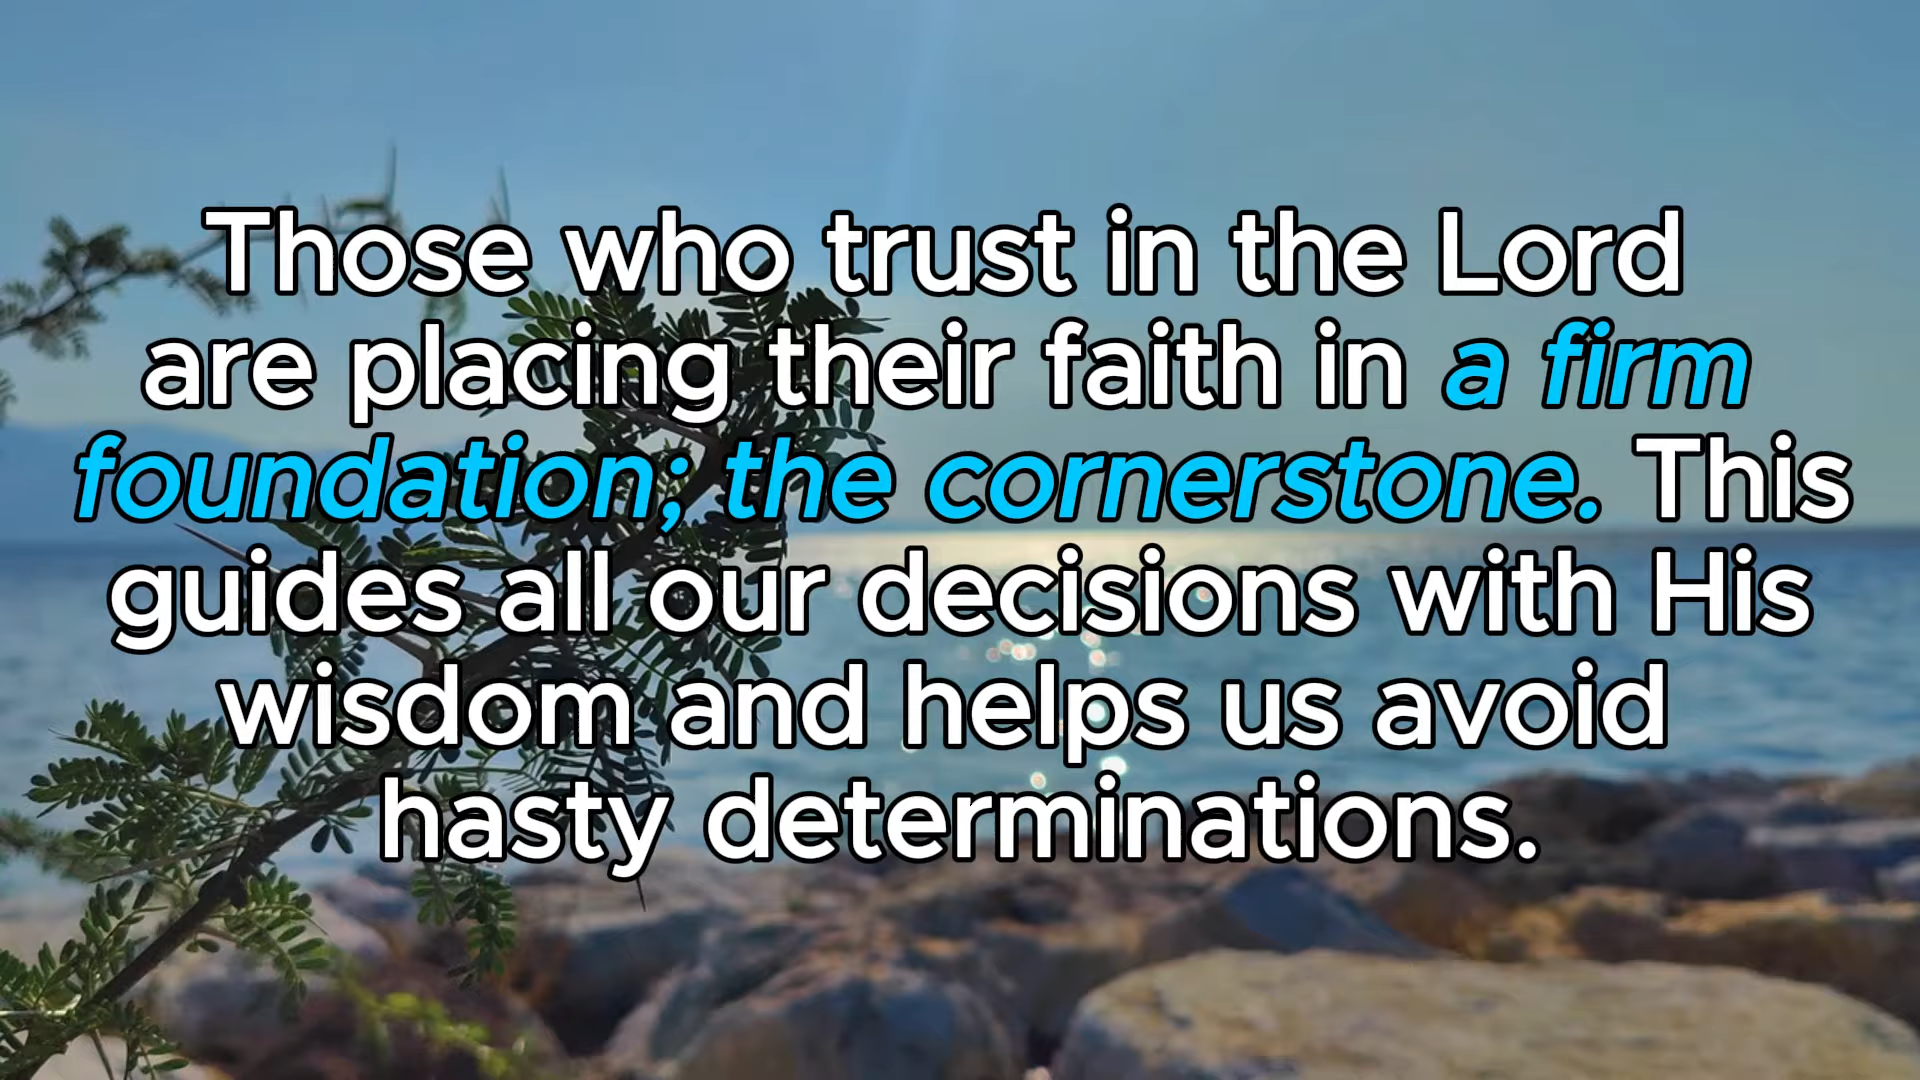 Those who trust in the Lord
are placing their faith in a firm
foundation; the cornerstone. This
guides all our decisions with His
wisdom and helps us avoid
hasty determinations.